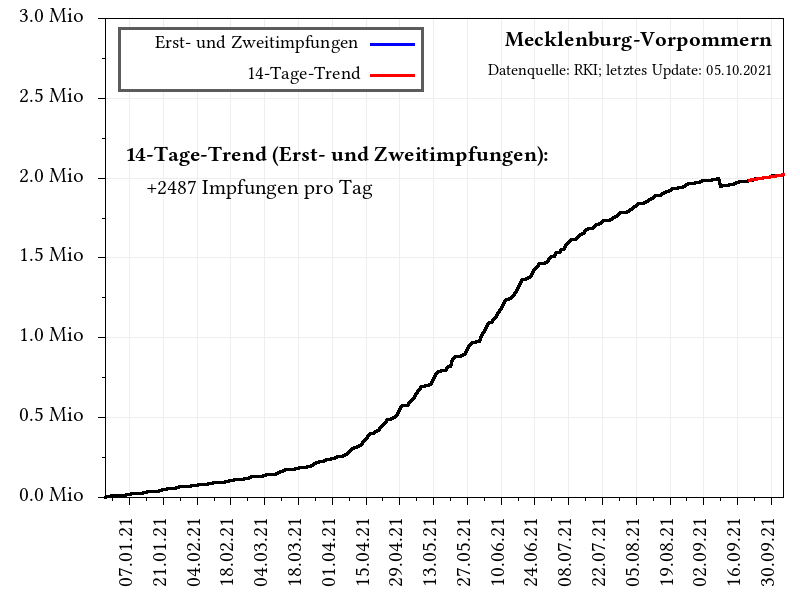 3.0 Mio
2.5 Mio
2.0 Mio
1.5 Mio
1.0 Mio
0.5 Mio
0.0 Mio
Erst- und Zweitimpfungen
14-Tage-Trend
Mecklenburg-Vorpommern
Datenquelle: RKI; letztes Update: 05.10.2021
14-Tage-Trend (Erst- und Zweitimpfungen):
+2487 Impfungen pro Tag
07.01.21
21.01.21
04.02.21
18.02.21
04.03.21
18.03.21
01.04.21
15.04.21
29.04.21
13.05.21
27.05.21
10.06.21
24.06.21
08.07.21
22.07.21
05.08.21
19.08.21
02.09.21
16.09.21
30.09.21